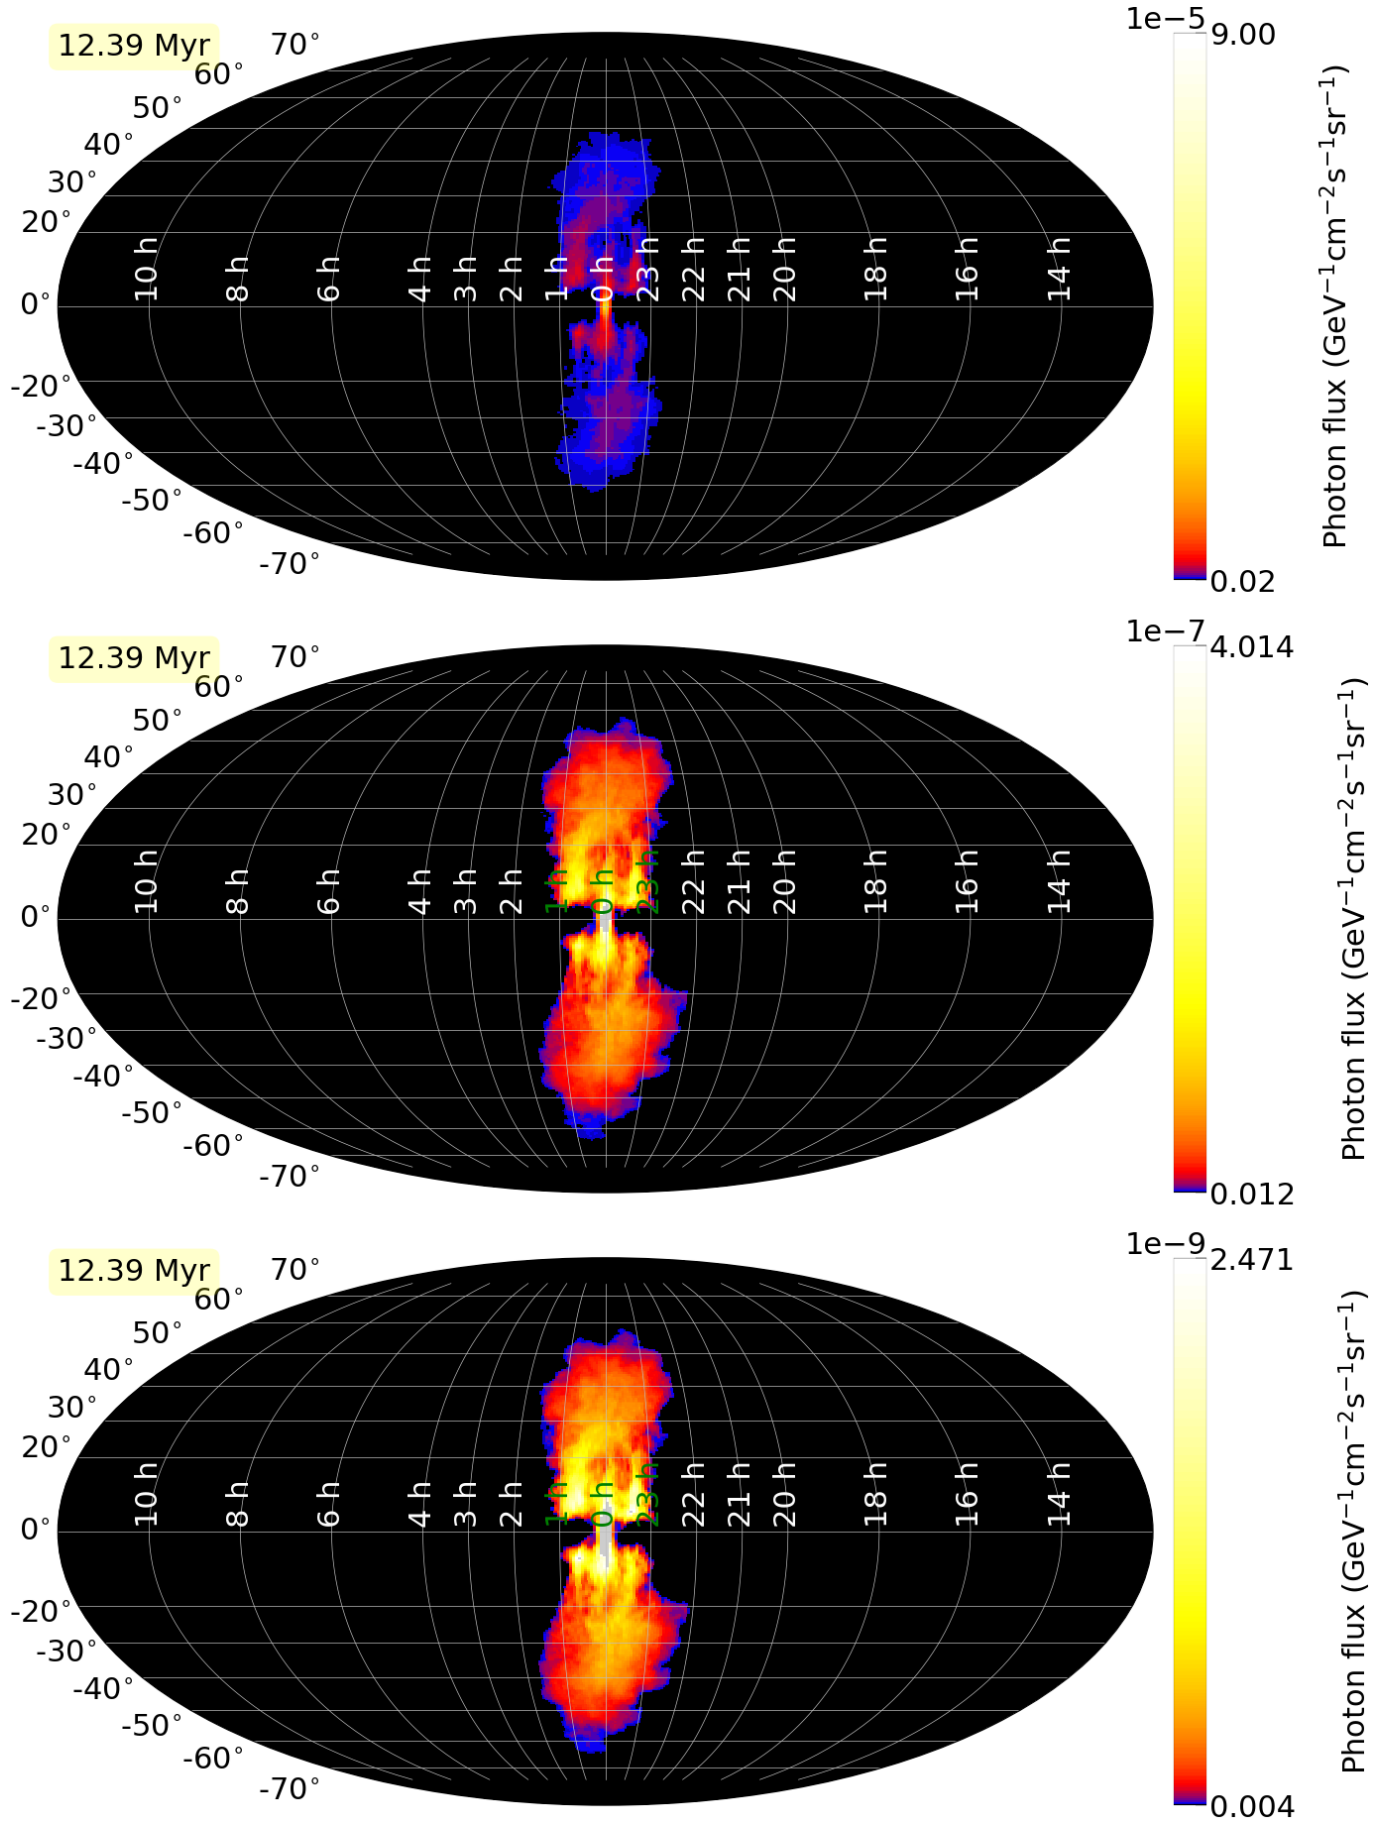 12.39 Myr
70°
60°
50°
40°
30°
20°
0°
-20°
-30°
-40°
-50°
-60°
-70°
10 h
8 h
6 h
4 h
3 h
2 h
1 h
0 h
23 h
22 h
21 h
20 h
18 h
16 h
14 h
1e−5
9.00
0.02
Photon flux (GeV⁻¹cm⁻²s⁻¹sr⁻¹)
12.39 Myr
70°
60°
50°
40°
30°
20°
0°
-20°
-30°
-40°
-50°
-60°
-70°
10 h
8 h
6 h
4 h
3 h
2 h
1 h
0 h
23 h
22 h
21 h
20 h
18 h
16 h
14 h
1e−7
4.014
0.012
Photon flux (GeV⁻¹cm⁻²s⁻¹sr⁻¹)
12.39 Myr
70°
60°
50°
40°
30°
20°
0°
-20°
-30°
-40°
-50°
-60°
-70°
10 h
8 h
6 h
4 h
3 h
2 h
1 h
0 h
23 h
22 h
21 h
20 h
18 h
16 h
14 h
1e−9
2.471
0.004
Photon flux (GeV⁻¹cm⁻²s⁻¹sr⁻¹)